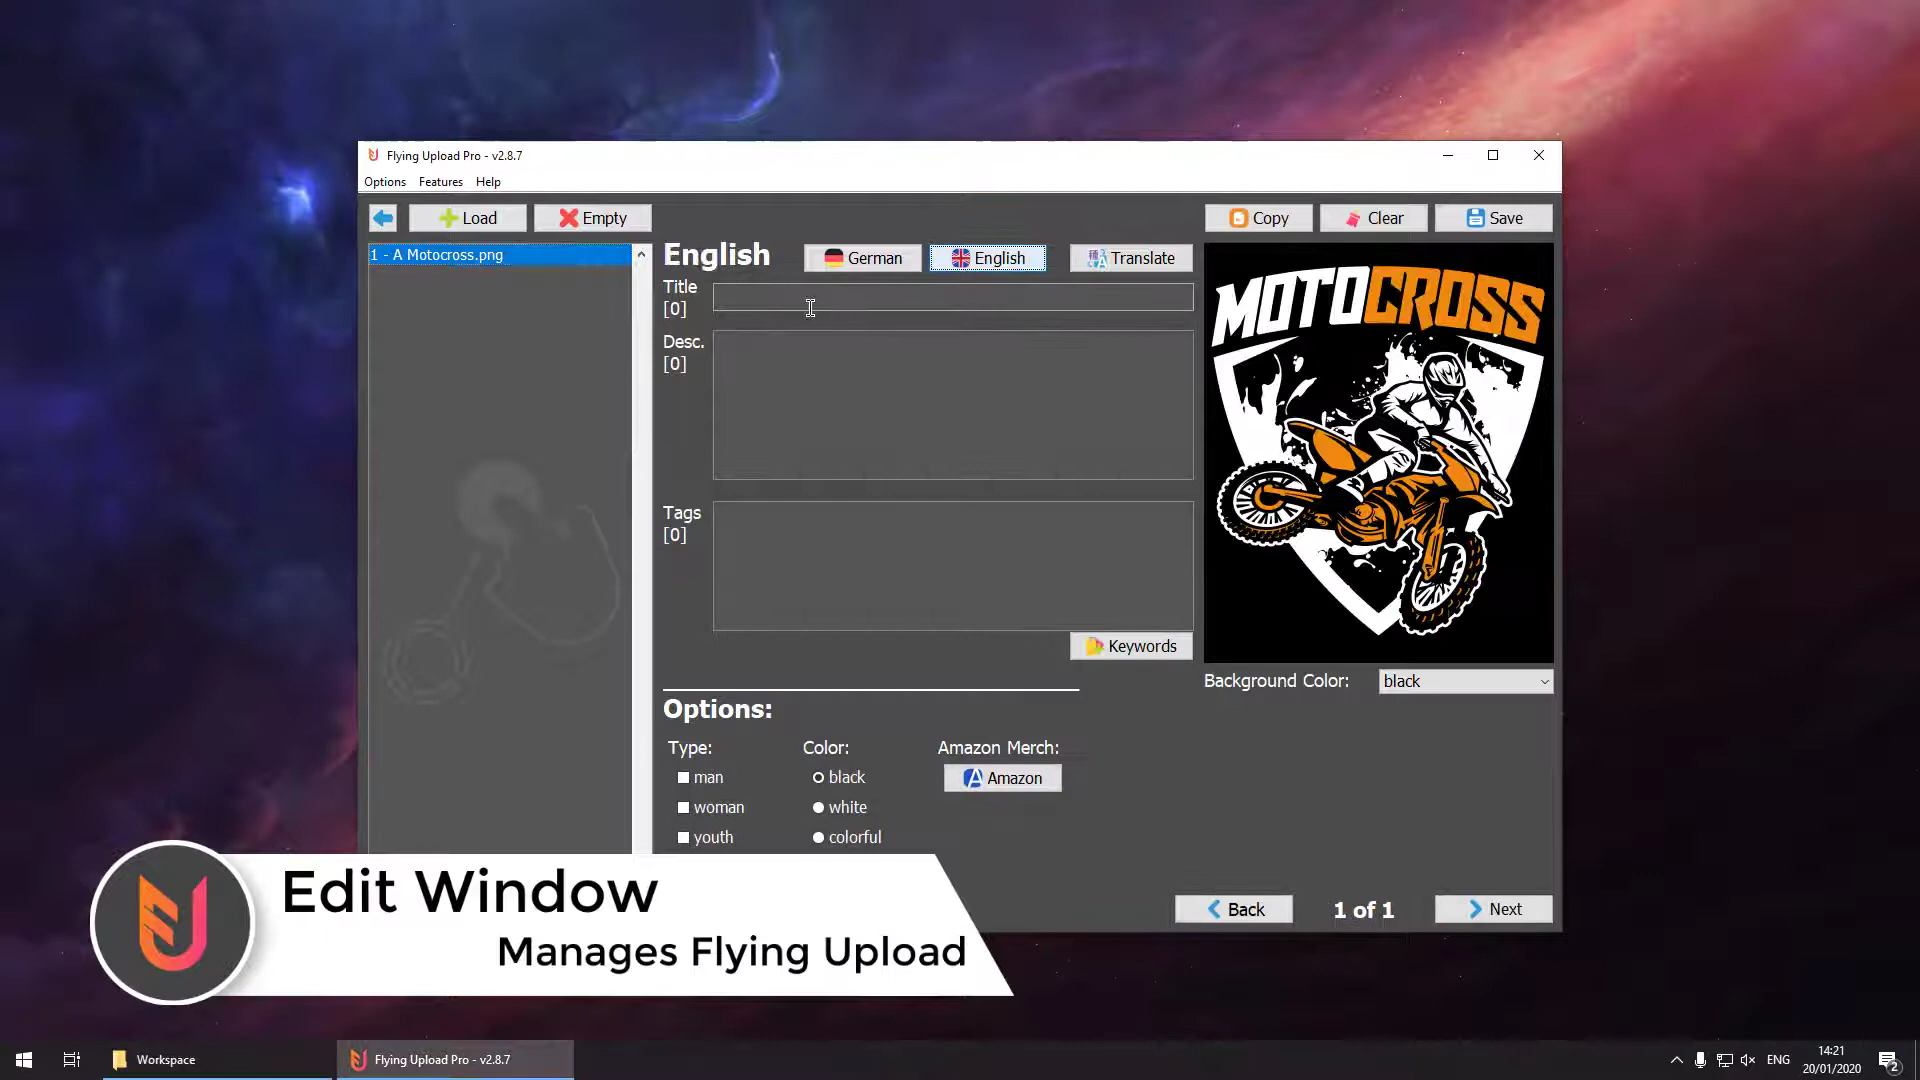 Flying Upload Pro - v2.8.7
Options Features Help
Load Empty Copy Clear Save
1 - A Motocross.png
English German English Translate
Title
[0]
Desc.
[0]
Tags
[0]
Keywords
MOTOCROSS
Background Color: black
Options:
Type: Color: Amazon Merch:
man black Amazon
woman white
youth colorful
Back 1 of 1 Next
Edit Window
Manages Flying Upload
Workspace Flying Upload Pro - v2.8.7 ENG 14:21
20/01/2020 2